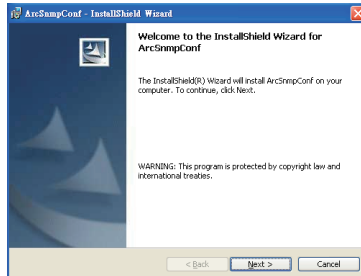 ArcSnmpConf - InstallShield Wizard
Welcome to the InstallShield Wizard for
ArcSnmpConf
The InstallShield(R) Wizard will install ArcSnmpConf on your
computer. To continue, click Next.
WARNING: This program is protected by copyright law and
international treaties.
< Back
Next >
Cancel